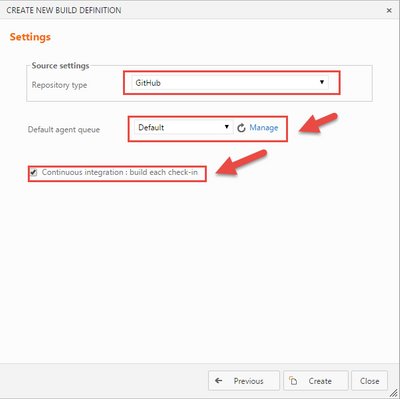 CREATE NEW BUILD DEFINITION
Settings
Source settings
Repository type GitHub
Default agent queue Default Manage
Continuous integration : build each check-in
Previous Create Close